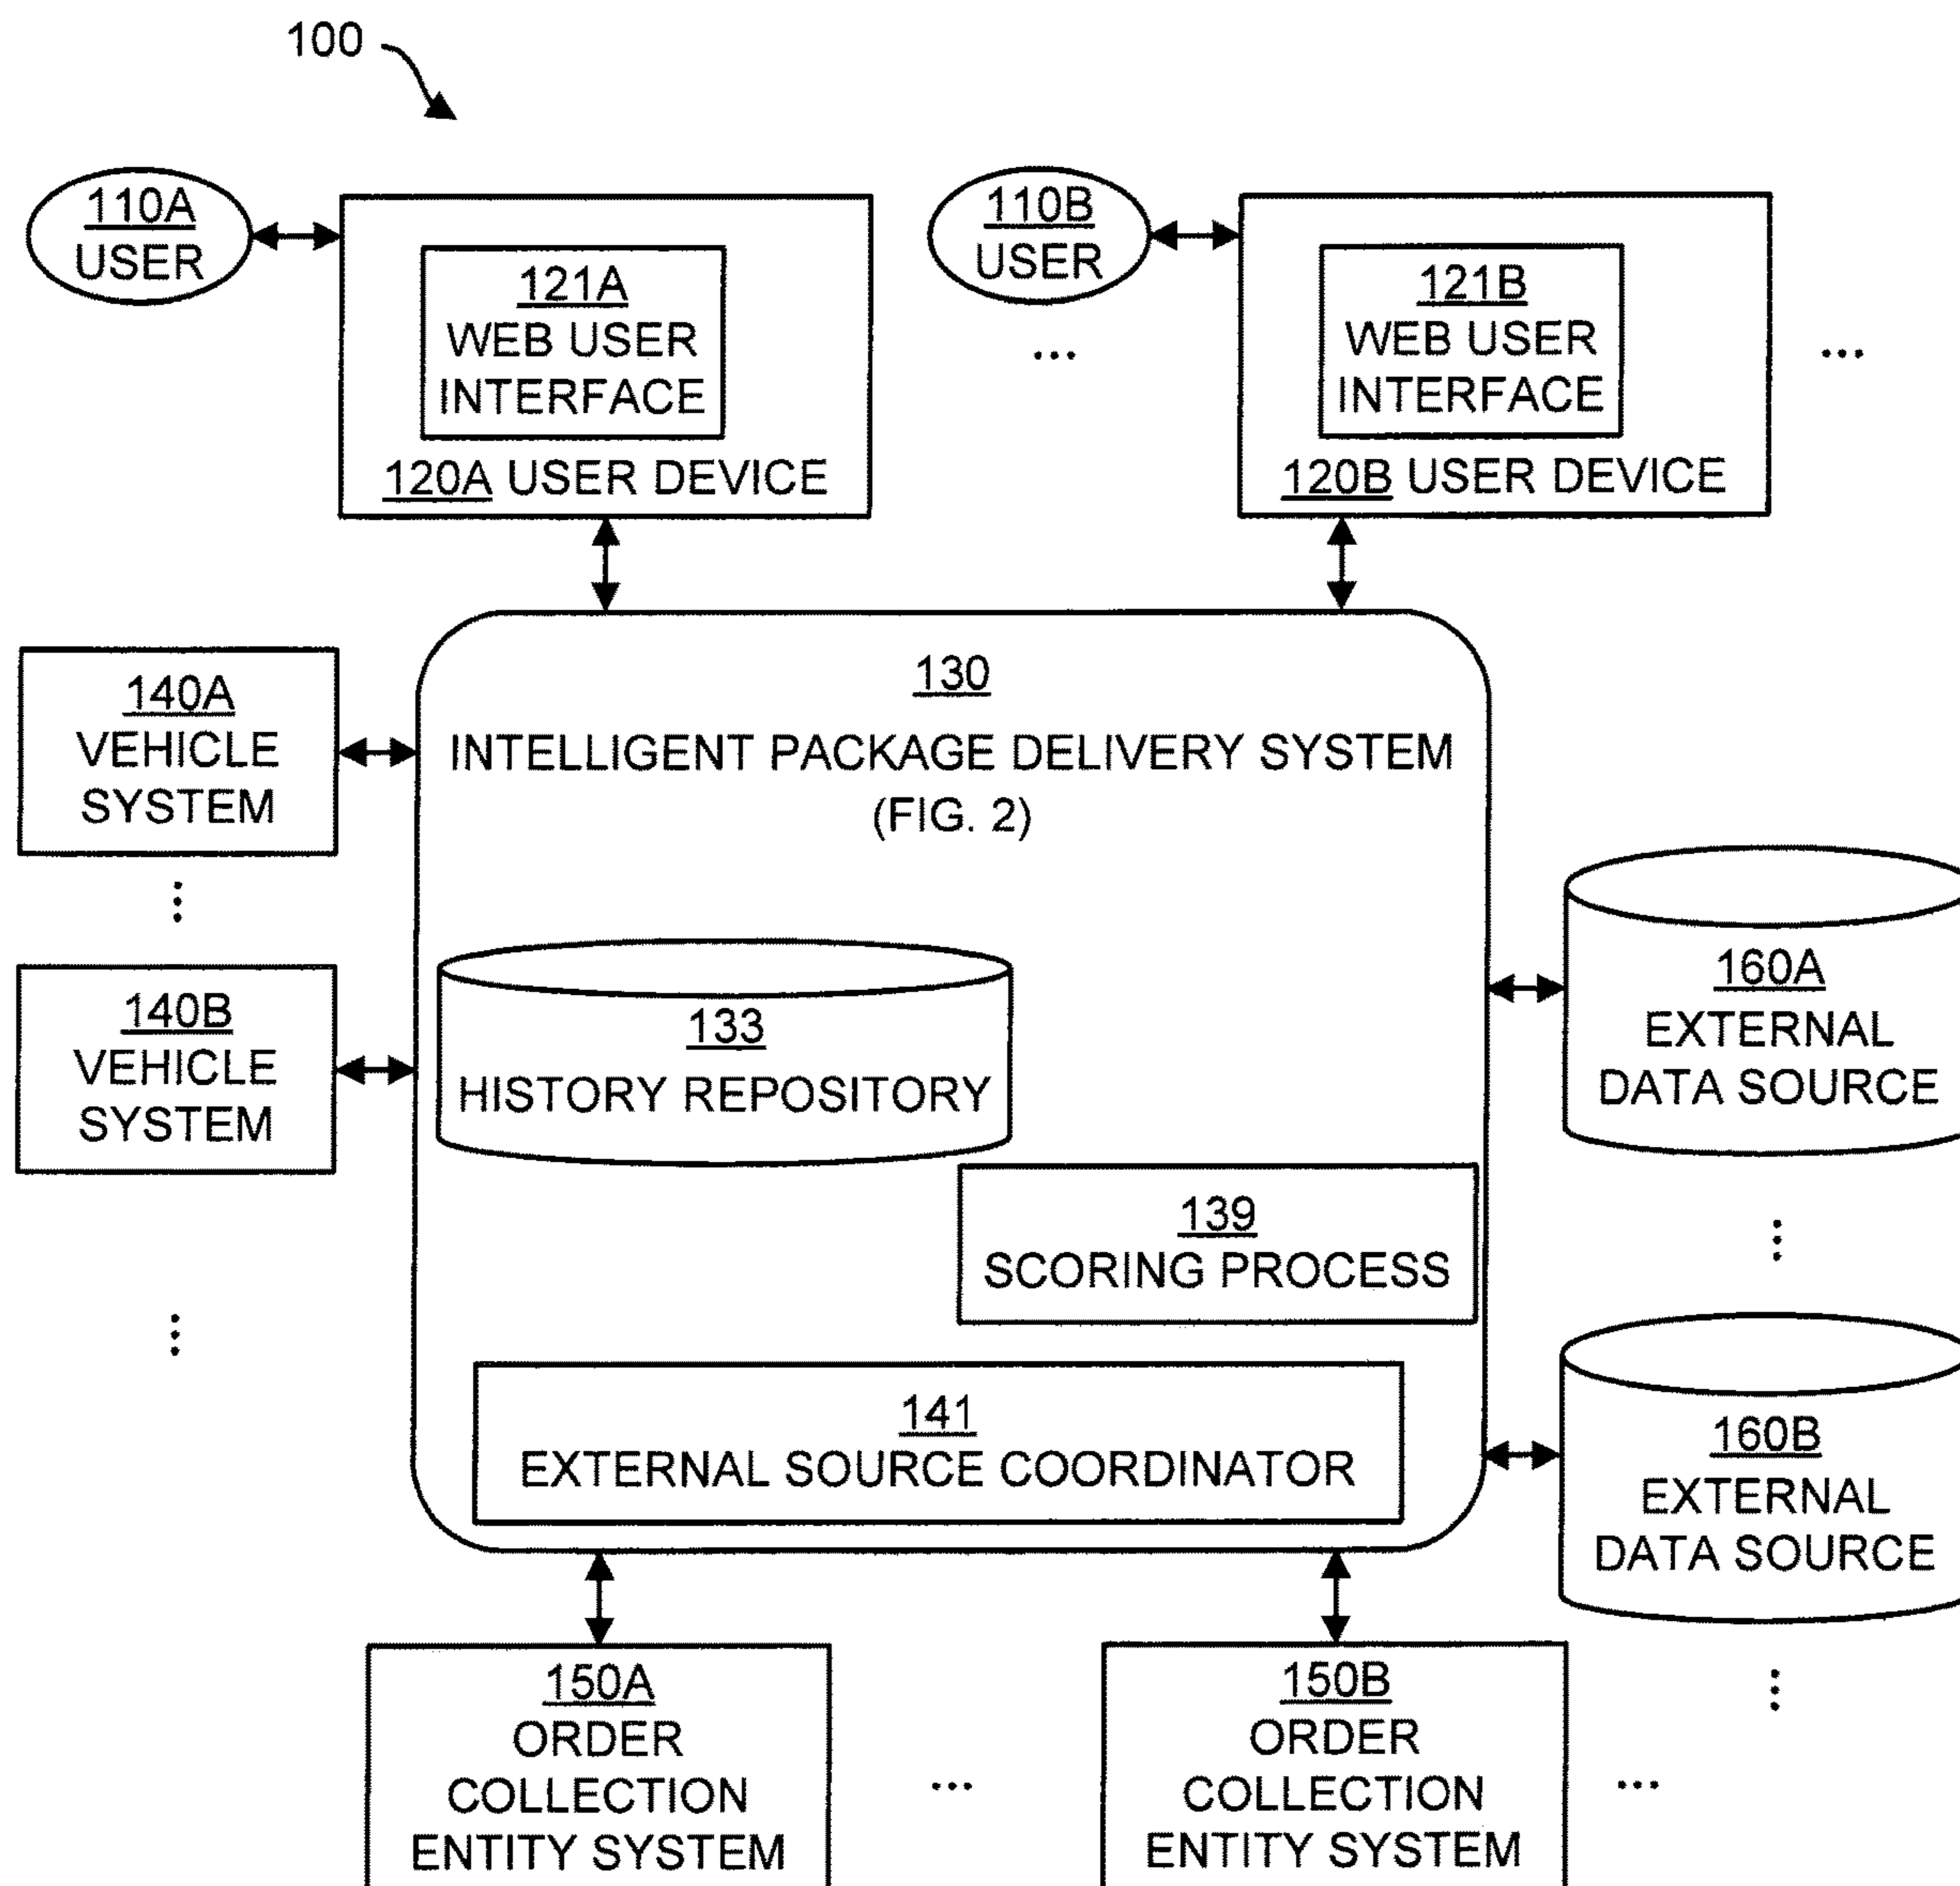 100
110A
USER
121A
WEB USER
INTERFACE
120A USER DEVICE
110B
USER
...
121B
WEB USER
INTERFACE
120B USER DEVICE
...
130
INTELLIGENT PACKAGE DELIVERY SYSTEM
(FIG. 2)
140A
VEHICLE
SYSTEM
...
140B
VEHICLE
SYSTEM
...
133
HISTORY REPOSITORY
139
SCORING PROCESS
141
EXTERNAL SOURCE COORDINATOR
160A
EXTERNAL
DATA SOURCE
...
160B
EXTERNAL
DATA SOURCE
...
150A
ORDER
COLLECTION
ENTITY SYSTEM
...
150B
ORDER
COLLECTION
ENTITY SYSTEM
...